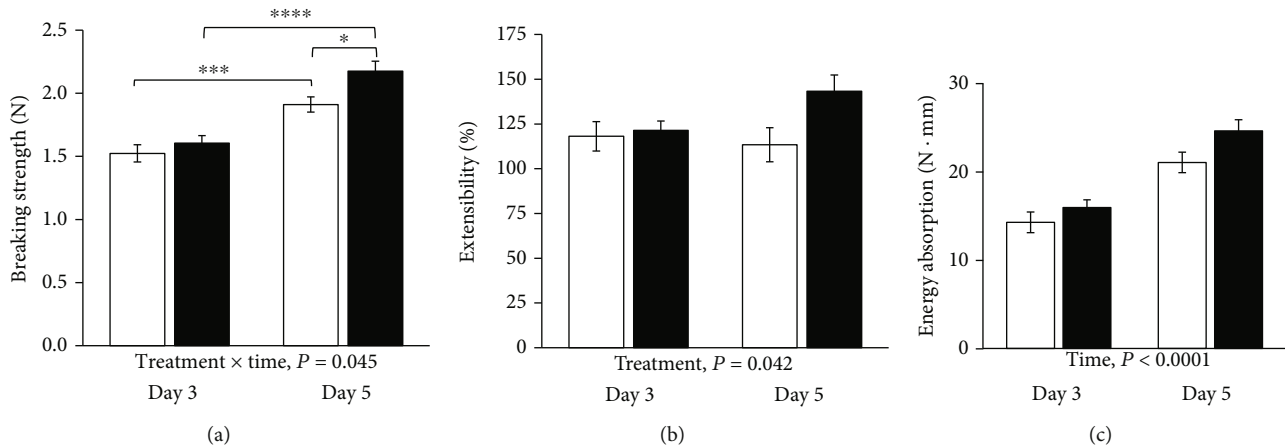 Breaking strength (N)
2.5
2.0
1.5
1.0
0.5
0.0
****
*
***
Treatment × time, P = 0.045
Day 3 Day 5
(a)
Extensibility (%)
175
150
125
100
75
50
25
0
Treatment, P = 0.042
Day 3 Day 5
(b)
Energy absorption (N · mm)
30
20
10
0
Time, P < 0.0001
Day 3 Day 5
(c)